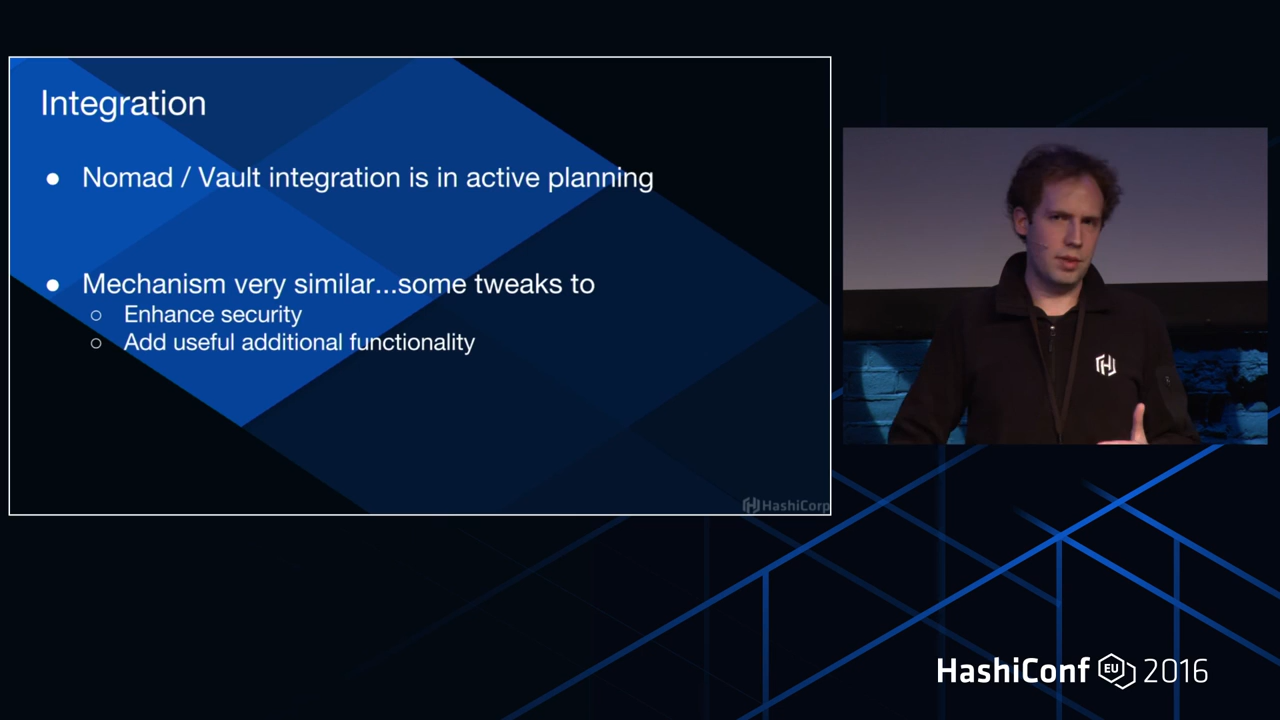 Integration
● Nomad / Vault integration is in active planning
● Mechanism very similar...some tweaks to
○ Enhance security
○ Add useful additional functionality
HashiCorp
HashiConf EU 2016